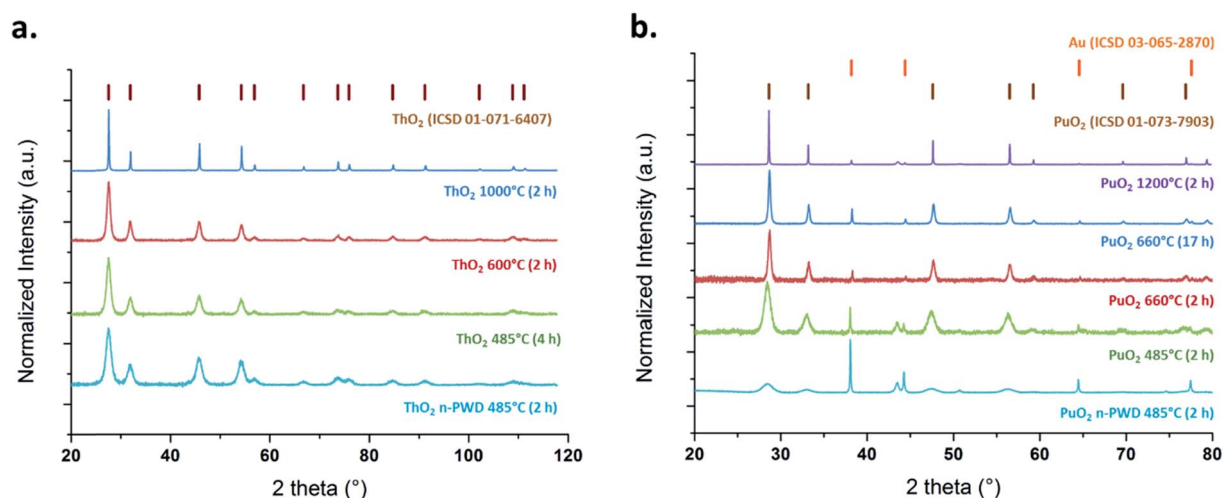 a.
ThO₂ (ICSD 01-071-6407)
ThO₂ 1000°C (2 h)
ThO₂ 600°C (2 h)
ThO₂ 485°C (4 h)
ThO₂ n-PWD 485°C (2 h)
Normalized Intensity (a.u.)
20 40 60 80 100 120
2 theta (°)
b.
Au (ICSD 03-065-2870)
PuO₂ (ICSD 01-073-7903)
PuO₂ 1200°C (2 h)
PuO₂ 660°C (17 h)
PuO₂ 660°C (2 h)
PuO₂ 485°C (2 h)
PuO₂ n-PWD 485°C (2 h)
Normalized Intensity (a.u.)
20 30 40 50 60 70 80
2 theta (°)